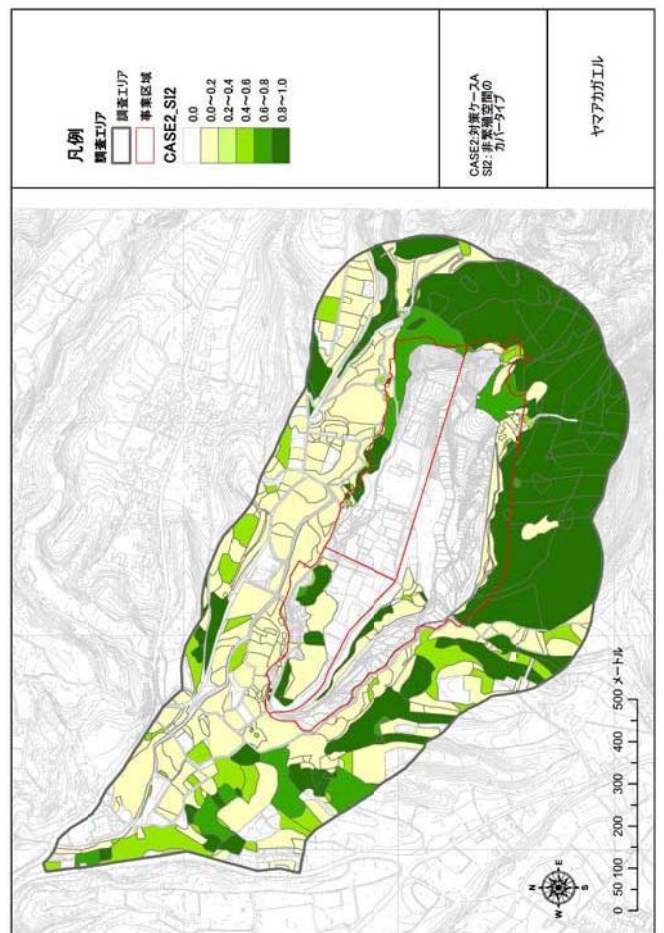 凡例
調査エリア
調査エリア
事業区域
CASE2_SI2
0.0
0.0～0.2
0.2～0.4
0.4～0.6
0.6～0.8
0.8～1.0
CASE2:対策ケースA
SI2: 非繁殖空間の
カバータイプ
ヤマアカガエル
N
W E
S
0 50 100 200 300 400 500 メートル